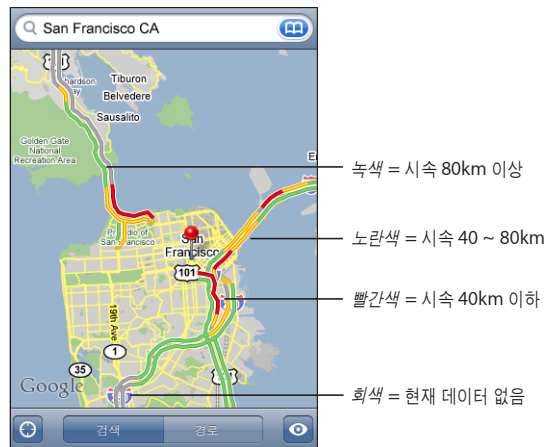 San Francisco CA
Tiburon
Belvedere
Sausalito
Golden Gate
National
Recreation Area
San
Francisco
101
19th Ave
1
35
Google
검색
경로
녹색 = 시속 80km 이상
노란색 = 시속 40 ~ 80km
빨간색 = 시속 40km 이하
회색 = 현재 데이터 없음